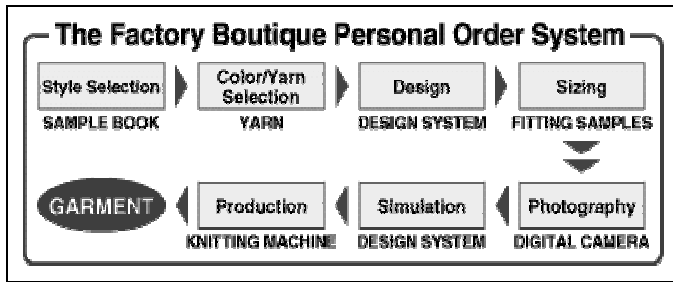 The Factory Boutique Personal Order System
Style Selection
SAMPLE BOOK
Color/Yarn
Selection
YARN
Design
DESIGN SYSTEM
Sizing
FITTING SAMPLES
Photography
DIGITAL CAMERA
Simulation
DESIGN SYSTEM
Production
KNITTING MACHINE
GARMENT